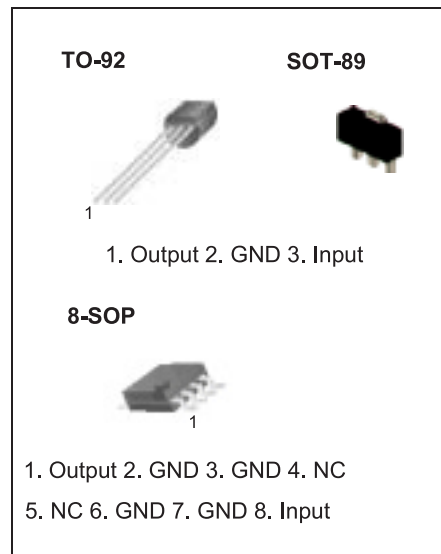 TO-92 SOT-89
1
1. Output 2. GND 3. Input
8-SOP
1
1. Output 2. GND 3. GND 4. NC
5. NC 6. GND 7. GND 8. Input